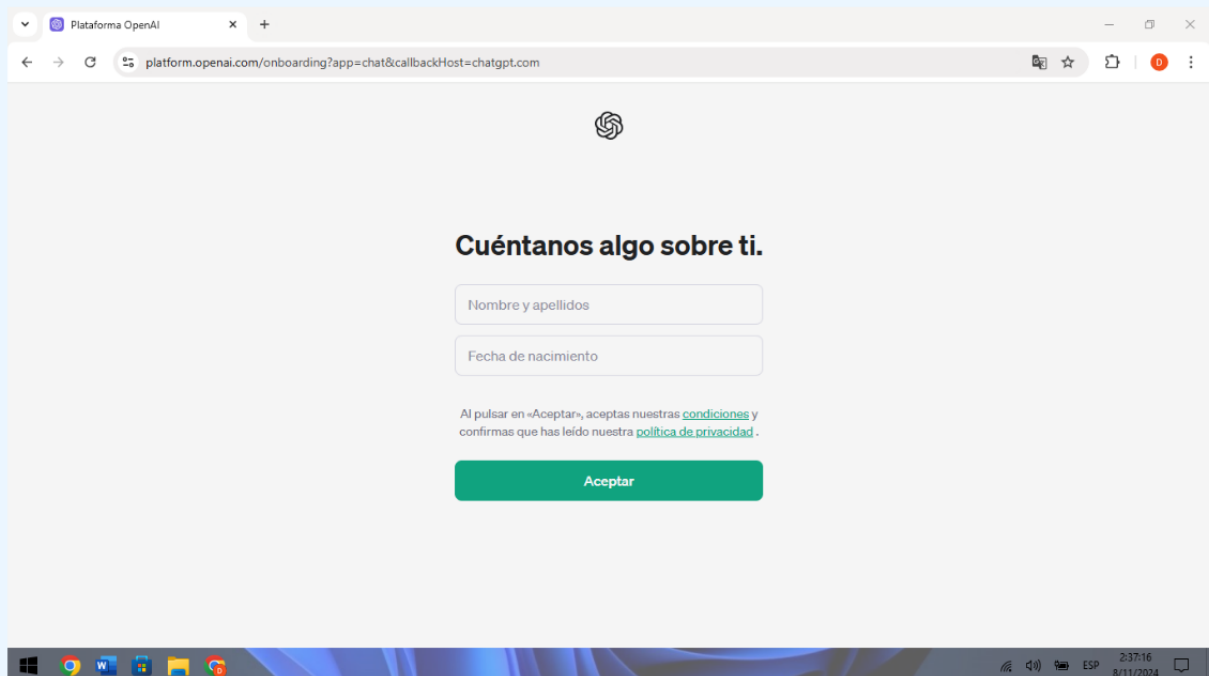 Plataforma OpenAI
platform.openai.com/onboarding?app=chat&callbackHost=chatgpt.com
D
Cuéntanos algo sobre ti.
Nombre y apellidos
Fecha de nacimiento
Al pulsar en «Aceptar», aceptas nuestras condiciones y
confirmas que has leído nuestra política de privacidad .
Aceptar
ESP
2:37:16
8/11/2024